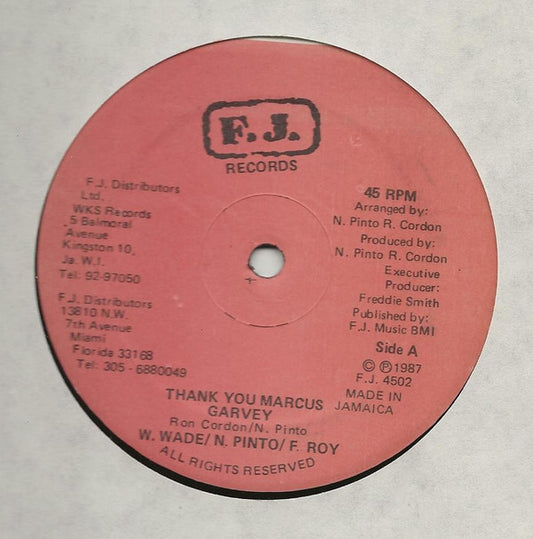 F.J.
RECORDS
F.J. Distributors
Ltd.
WKS Records
5 Balmoral
Avenue
Kingston 10,
Ja. W.I.
Tel: 92-97050
F.J. Distributors
13810 N.W.
7th Avenue
Miami
Florida 33168
Tel: 305 - 6880049
45 RPM
Arranged by:
N. Pinto R. Cordon
Produced by:
N. Pinto R. Cordon
Executive
Producer:
Freddie Smith
Published by:
F.J. Music BMI
Side A
© ℗ 1987
F.J. 4502
MADE IN
JAMAICA
THANK YOU MARCUS
GARVEY
Ron Cordon/N. Pinto
W. WADE/ N. PINTO/ F. ROY
ALL RIGHTS RESERVED